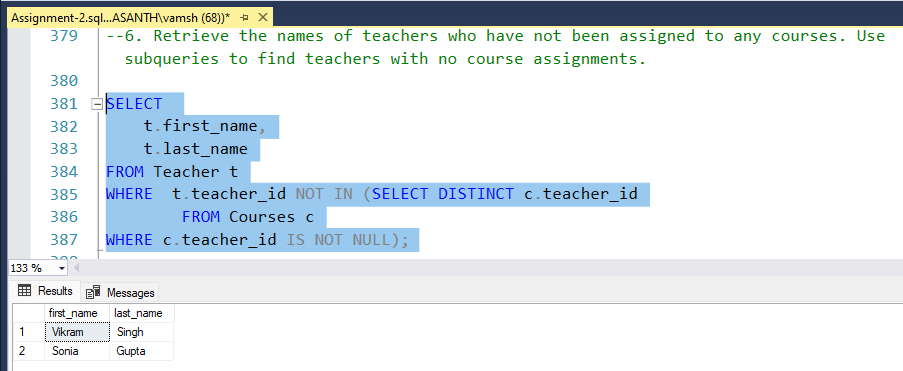 Assignment-2.sql...ASANTH\vamsh (68))*
379 --6. Retrieve the names of teachers who have not been assigned to any courses. Use
subqueries to find teachers with no course assignments.
380
381 SELECT
382 t.first_name,
383 t.last_name
384 FROM Teacher t
385 WHERE t.teacher_id NOT IN (SELECT DISTINCT c.teacher_id
386 FROM Courses c
387 WHERE c.teacher_id IS NOT NULL);
133 %
Results Messages
first_name last_name
1 Vikram Singh
2 Sonia Gupta